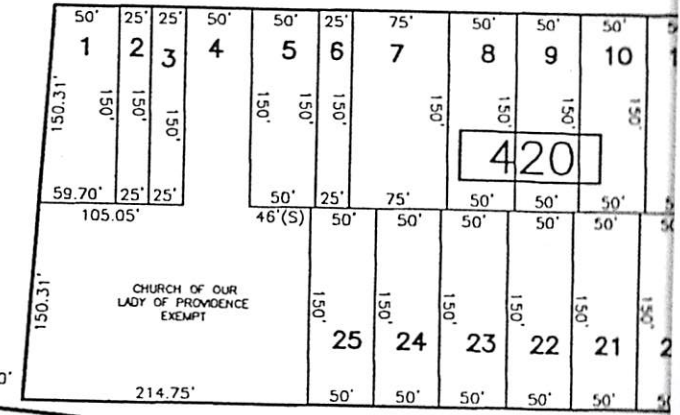 50' 25' 25' 50' 50' 25' 75' 50' 50' 50'
1 2 3 4 5 6 7 8 9 10 1
150.31' 150' 150' 150' 150' 150' 150' 150' 150' 150' 150'
420
59.70' 25' 25' 50' 25' 75' 50' 50' 50'
105.05' 46'(S) 50' 50' 50' 50' 50'
CHURCH OF OUR
LADY OF PROVIDENCE
EXEMPT
150.31' 150' 150' 150' 150' 150' 150'
25 24 23 22 21 2
214.75' 50' 50' 50' 50' 50'